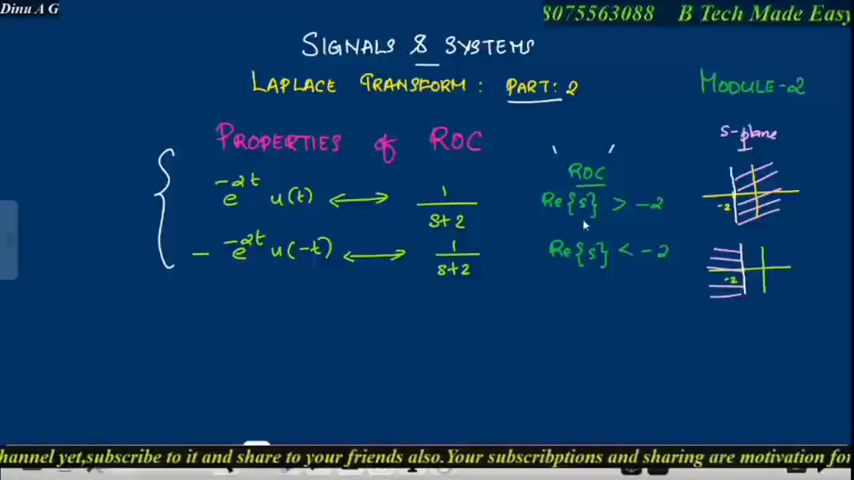 Dinu A G
8075563088 B Tech Made Easy
SIGNALS & SYSTEMS
LAPLACE TRANSFORM : PART: 2
MODULE-2
PROPERTIES of ROC
S-plane
ROC
e^{-2t} u(t) ⟷ 1/(s+2) Re{s} > -2
-2
- e^{-2t} u(-t) ⟷ 1/(s+2) Re{s} < -2
-2
hannel yet,subscribe to it and share to your friends also.Your subscribptions and sharing are motivation for